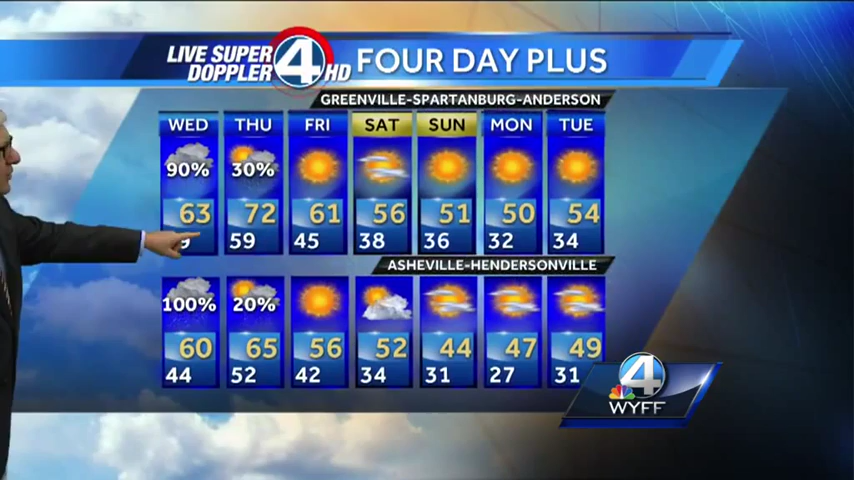 LIVE SUPER
DOPPLER 4 HD
FOUR DAY PLUS
GREENVILLE-SPARTANBURG-ANDERSON
WED THU FRI SAT SUN MON TUE
90% 30%
63 72 61 56 51 50 54
9 59 45 38 36 32 34
ASHEVILLE-HENDERSONVILLE
100% 20%
60 65 56 52 44 47 49
44 52 42 34 31 27 31
4
WYFF